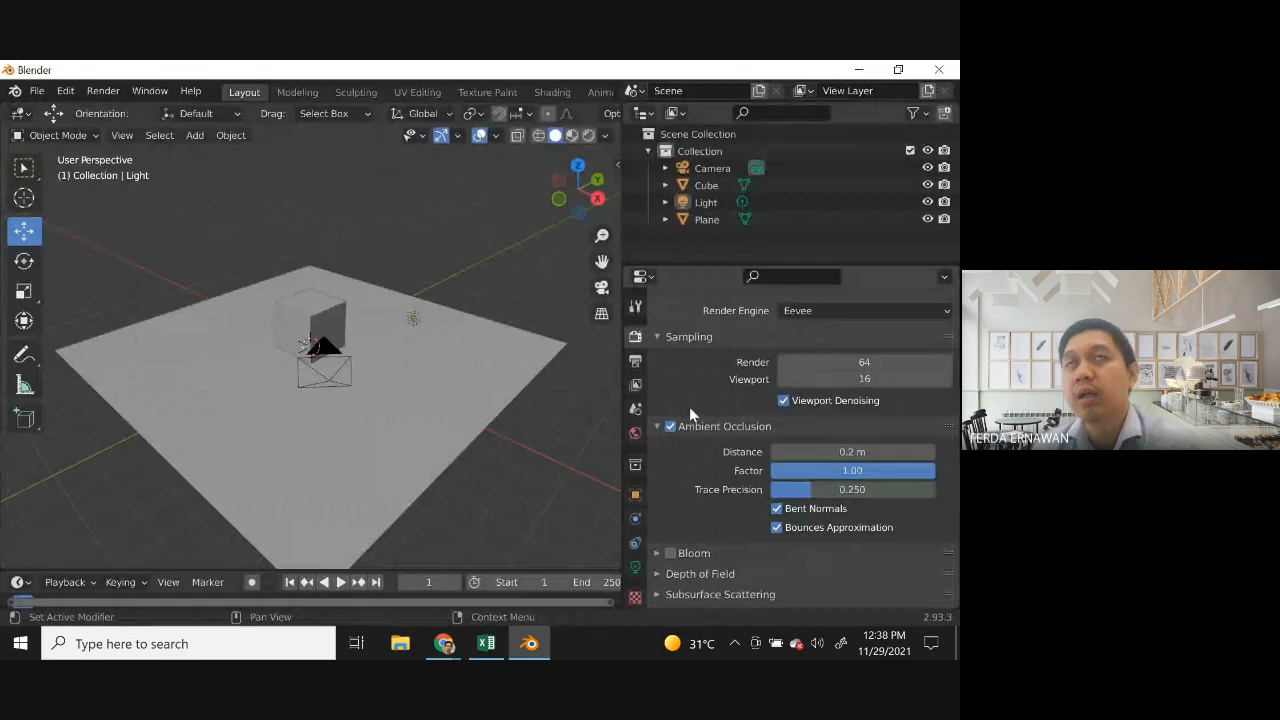 Blender
File Edit Render Window Help
Layout Modeling Sculpting UV Editing Texture Paint Shading Anima
Scene
View Layer
Orientation: Default Drag: Select Box Global Opt
Object Mode View Select Add Object
User Perspective
(1) Collection | Light
Z
Y
X
Scene Collection
Collection
Camera
Cube
Light
Plane
Render Engine Eevee
Sampling
Render 64
Viewport 16
Viewport Denoising
Ambient Occlusion
Distance 0.2 m
Factor 1.00
Trace Precision 0.250
Bent Normals
Bounces Approximation
Bloom
Depth of Field
Subsurface Scattering
Playback Keying View Marker 1 Start 1 End 250
Set Active Modifier Pan View Context Menu 2.93.3
Type here to search
31°C
12:38 PM
11/29/2021
FERDA ERNAWAN